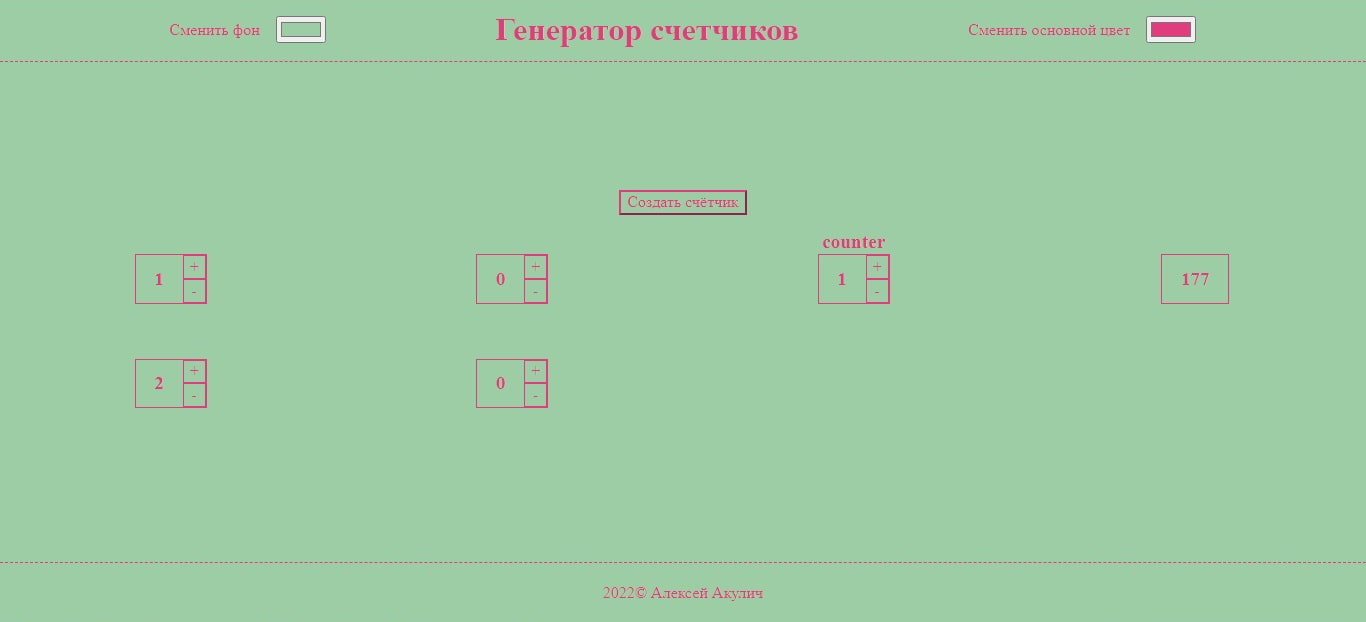 Сменить фон
Генератор счетчиков
Сменить основной цвет
Создать счётчик
1
+
-
0
+
-
counter
1
+
-
177
2
+
-
0
+
-
2022© Алексей Акулич